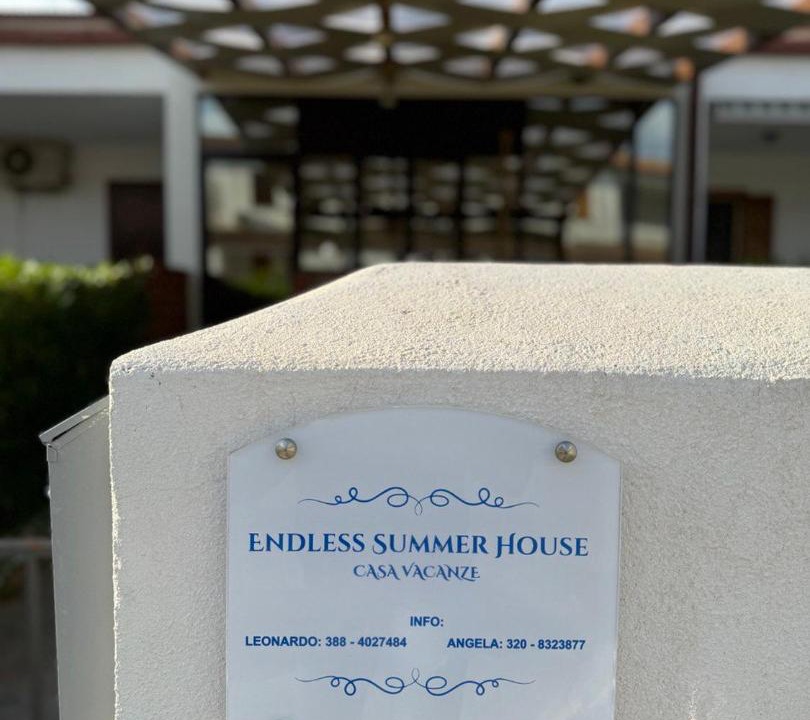 ENDLESS SUMMER HOUSE
CASA VACANZE
INFO:
LEONARDO: 388 - 4027484 ANGELA: 320 - 8323877